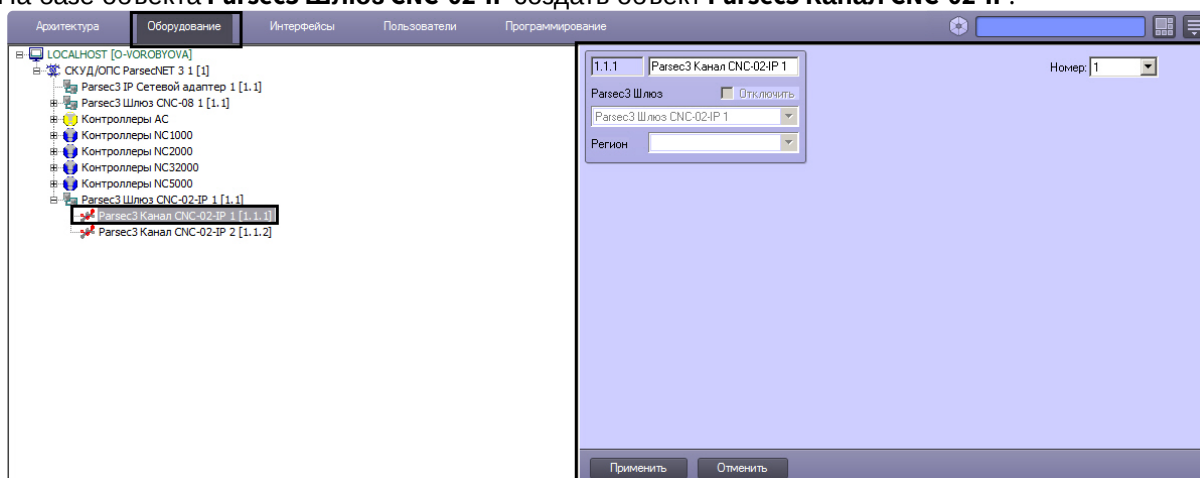 На базе объекта Parsec3 Шлюз CNC-02-IP создать объект Parsec3 Канал CNC-02-IP.
Архитектура Оборудование Интерфейсы Пользователи Программирование
LOCALHOST [O-VOROBYOVA]
СКУД/ОПС ParsecNET 3 1 [1]
Parsec3 IP Сетевой адаптер 1 [1.1]
Parsec3 Шлюз CNC-08 1 [1.1]
Контроллеры AC
Контроллеры NC1000
Контроллеры NC2000
Контроллеры NC32000
Контроллеры NC5000
Parsec3 Шлюз CNC-02-IP 1 [1.1]
Parsec3 Канал CNC-02-IP 1 [1.1.1]
Parsec3 Канал CNC-02-IP 2 [1.1.2]
1.1.1 Parsec3 Канал CNC-02-IP 1
Номер: 1
Parsec3 Шлюз Отключить
Parsec3 Шлюз CNC-02-IP 1
Регион
Применить Отменить